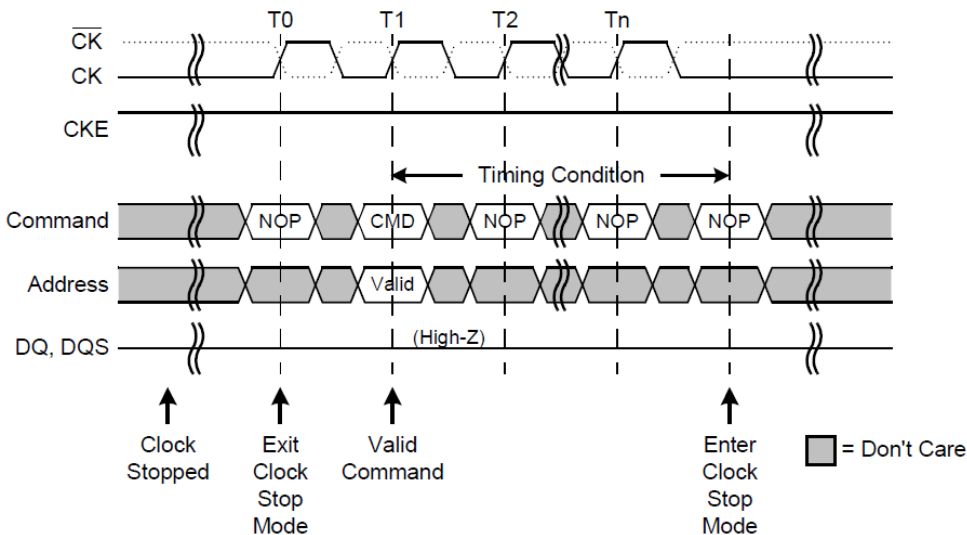 T0 T1 T2 Tn
CK
CK
CKE
Timing Condition
Command NOP CMD NOP NOP NOP
Address Valid
DQ, DQS (High-Z)
Clock Stopped
Exit Clock Stop Mode
Valid Command
Enter Clock Stop Mode
= Don't Care